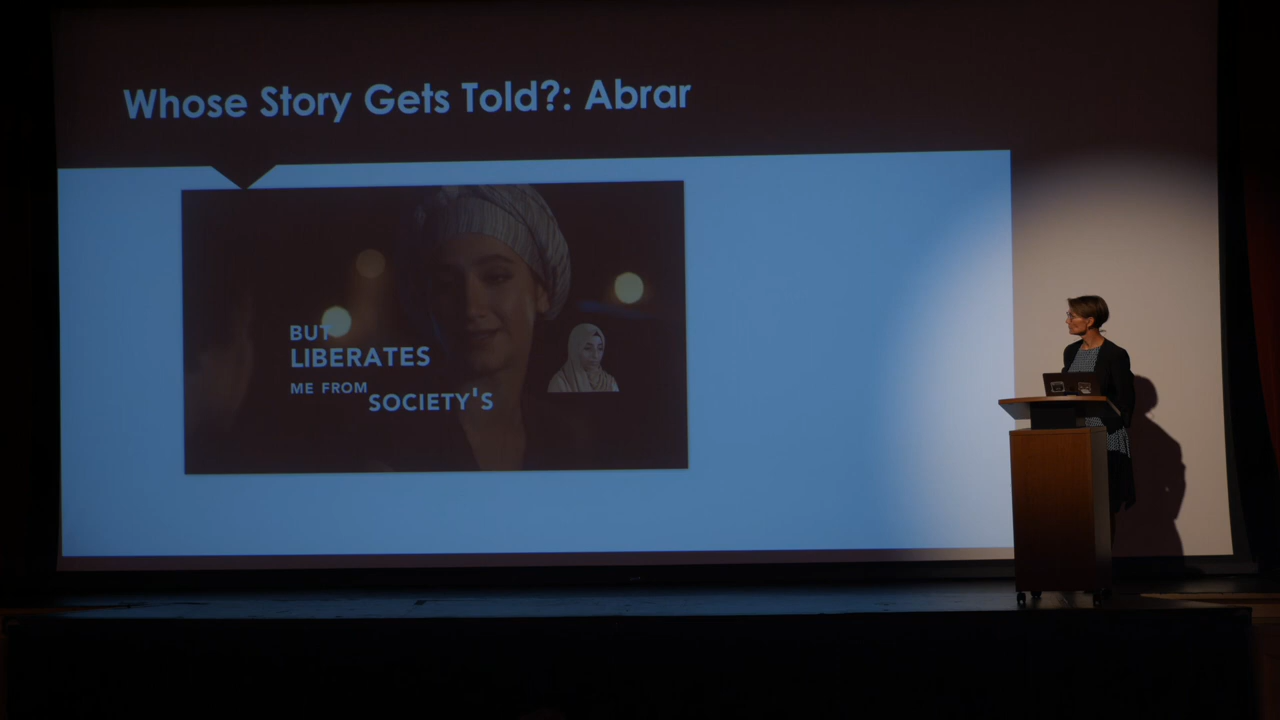 Whose Story Gets Told?: Abrar
BUT
LIBERATES
ME FROM
SOCIETY'S